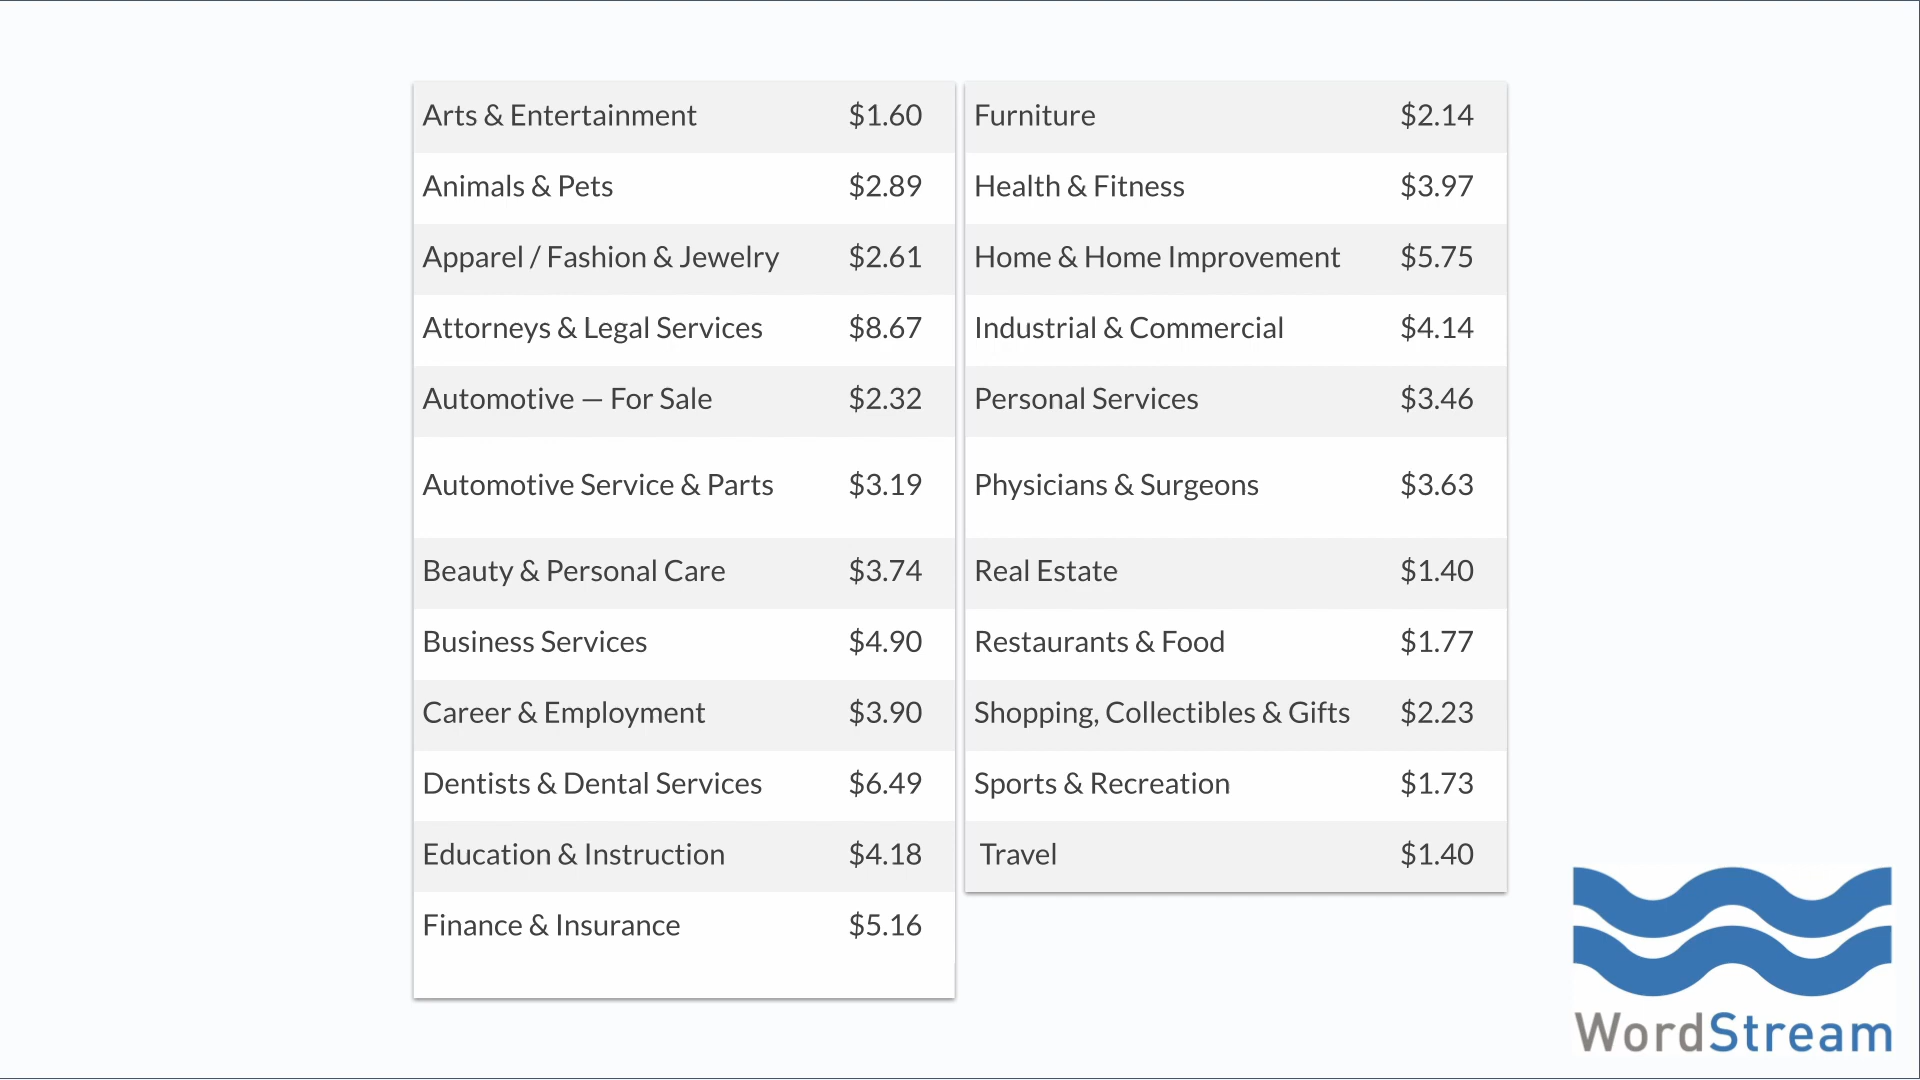 Arts & Entertainment $1.60
Animals & Pets $2.89
Apparel / Fashion & Jewelry $2.61
Attorneys & Legal Services $8.67
Automotive — For Sale $2.32
Automotive Service & Parts $3.19
Beauty & Personal Care $3.74
Business Services $4.90
Career & Employment $3.90
Dentists & Dental Services $6.49
Education & Instruction $4.18
Finance & Insurance $5.16
Furniture $2.14
Health & Fitness $3.97
Home & Home Improvement $5.75
Industrial & Commercial $4.14
Personal Services $3.46
Physicians & Surgeons $3.63
Real Estate $1.40
Restaurants & Food $1.77
Shopping, Collectibles & Gifts $2.23
Sports & Recreation $1.73
Travel $1.40
WordStream